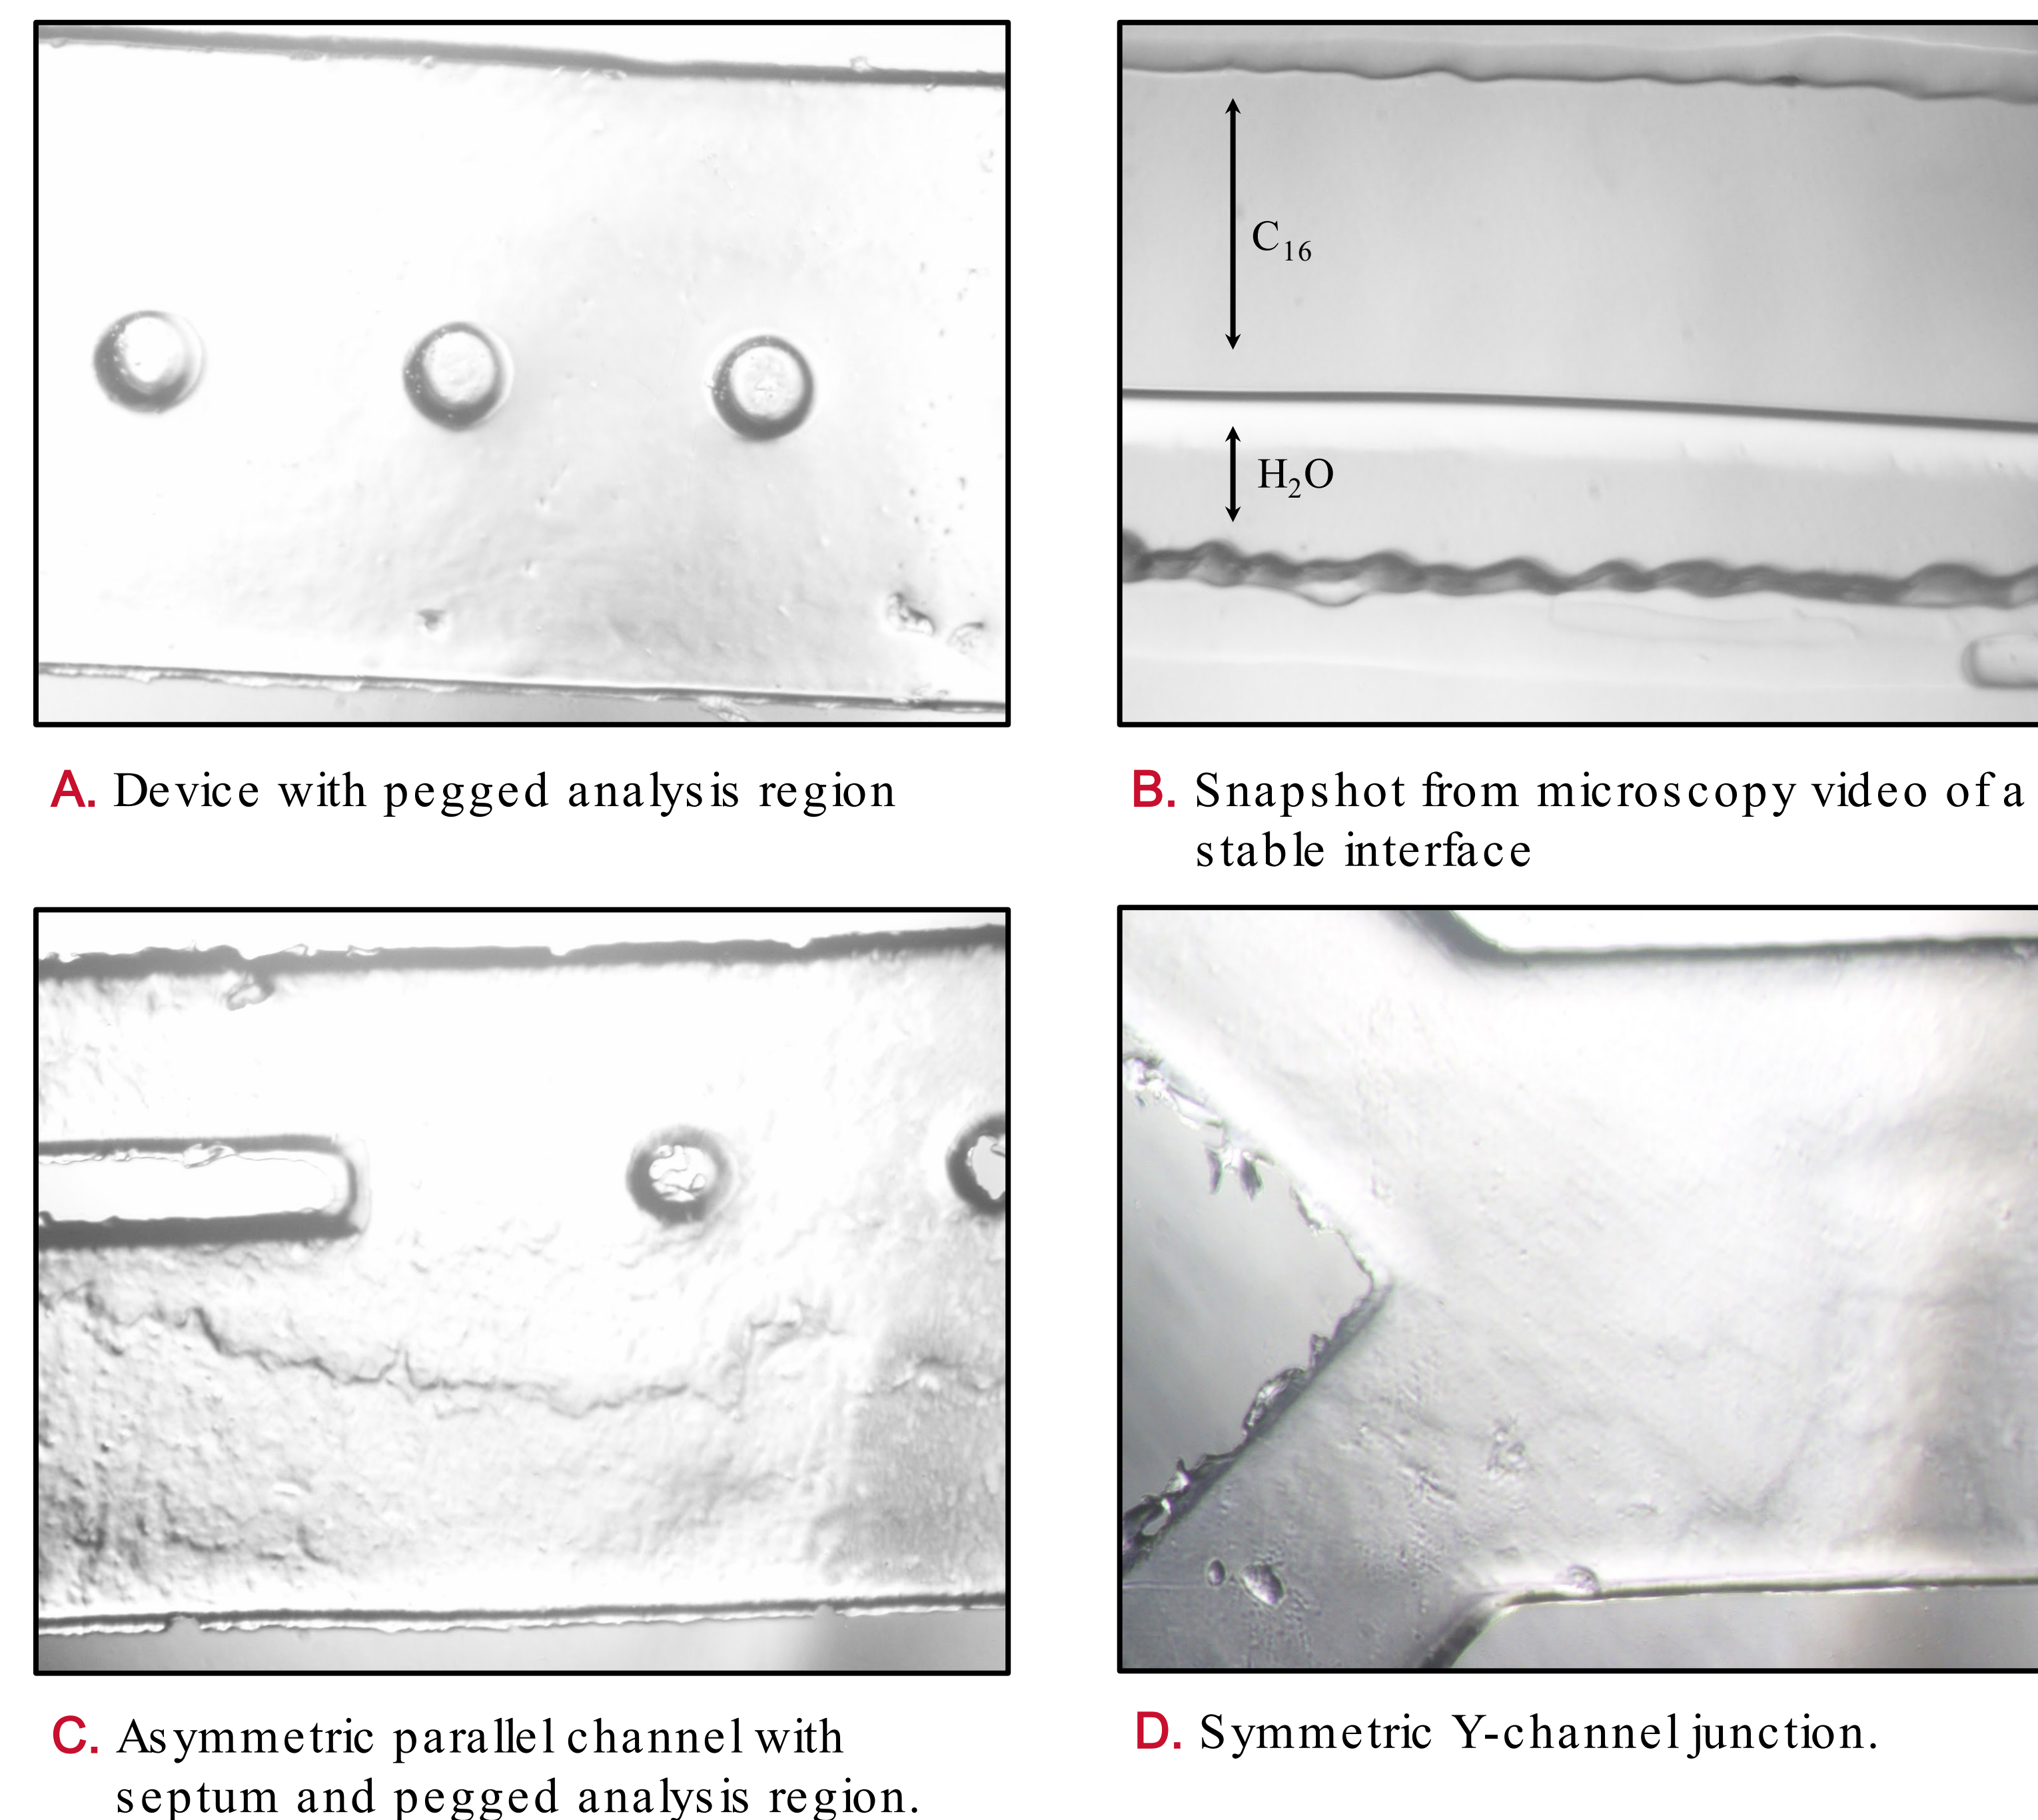 C₁₆
H₂O
A. Device with pegged analysis region
B. Snapshot from microscopy video of a
stable interface
C. Asymmetric parallel channel with
septum and pegged analysis region.
D. Symmetric Y-channel junction.